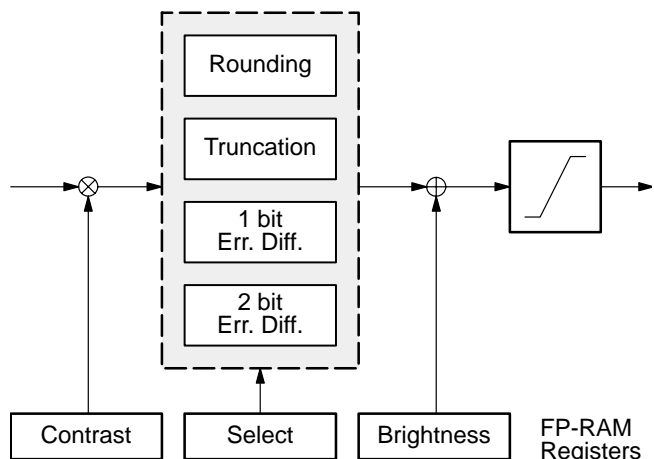 Rounding
Truncation
1 bit
Err. Diff.
2 bit
Err. Diff.
Contrast
Select
Brightness
FP-RAM
Registers